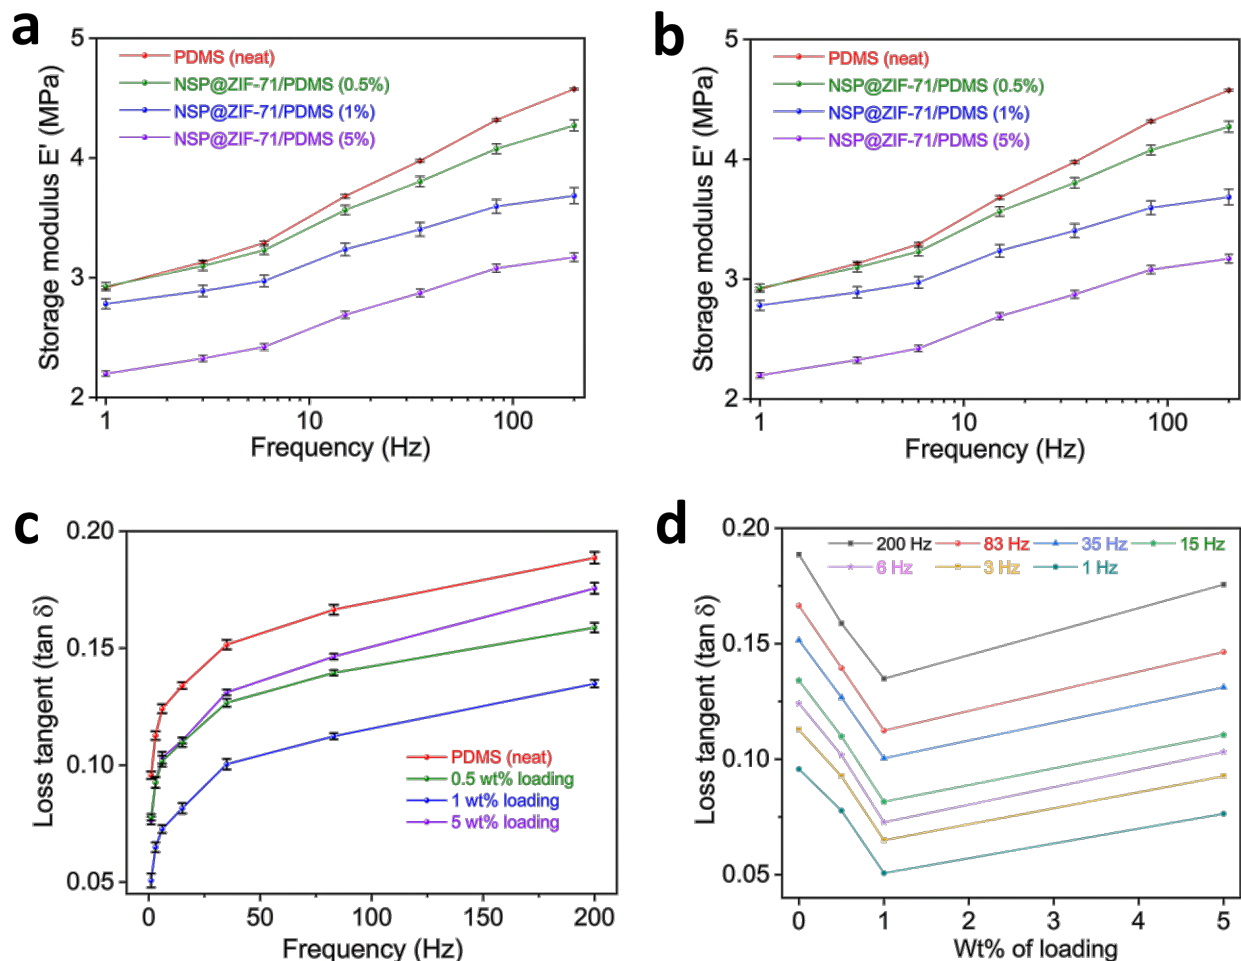 a
5
4
3
2
Storage modulus E' (MPa)
PDMS (neat)
NSP@ZIF-71/PDMS (0.5%)
NSP@ZIF-71/PDMS (1%)
NSP@ZIF-71/PDMS (5%)
1
10
100
Frequency (Hz)
b
5
4
3
2
Storage modulus E' (MPa)
PDMS (neat)
NSP@ZIF-71/PDMS (0.5%)
NSP@ZIF-71/PDMS (1%)
NSP@ZIF-71/PDMS (5%)
1
10
100
Frequency (Hz)
c
0.20
0.15
0.10
0.05
Loss tangent (tan δ)
PDMS (neat)
0.5 wt% loading
1 wt% loading
5 wt% loading
0
50
100
150
200
Frequency (Hz)
d
0.20
0.15
0.10
0.05
Loss tangent (tan δ)
200 Hz 83 Hz 35 Hz 15 Hz
6 Hz 3 Hz 1 Hz
0
1
2
3
4
5
Wt% of loading